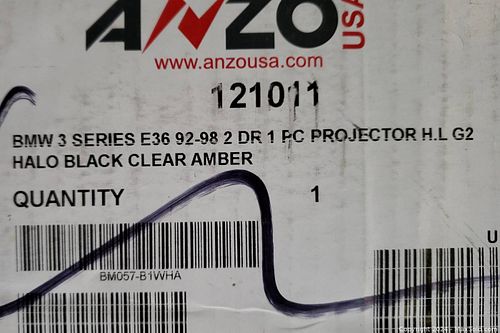 ANZO USA
www.anzousa.com
121011
BMW 3 SERIES E36 92-98 2 DR 1 PC PROJECTOR H.L G2
HALO BLACK CLEAR AMBER
QUANTITY 1
U
BM057-B1WHA